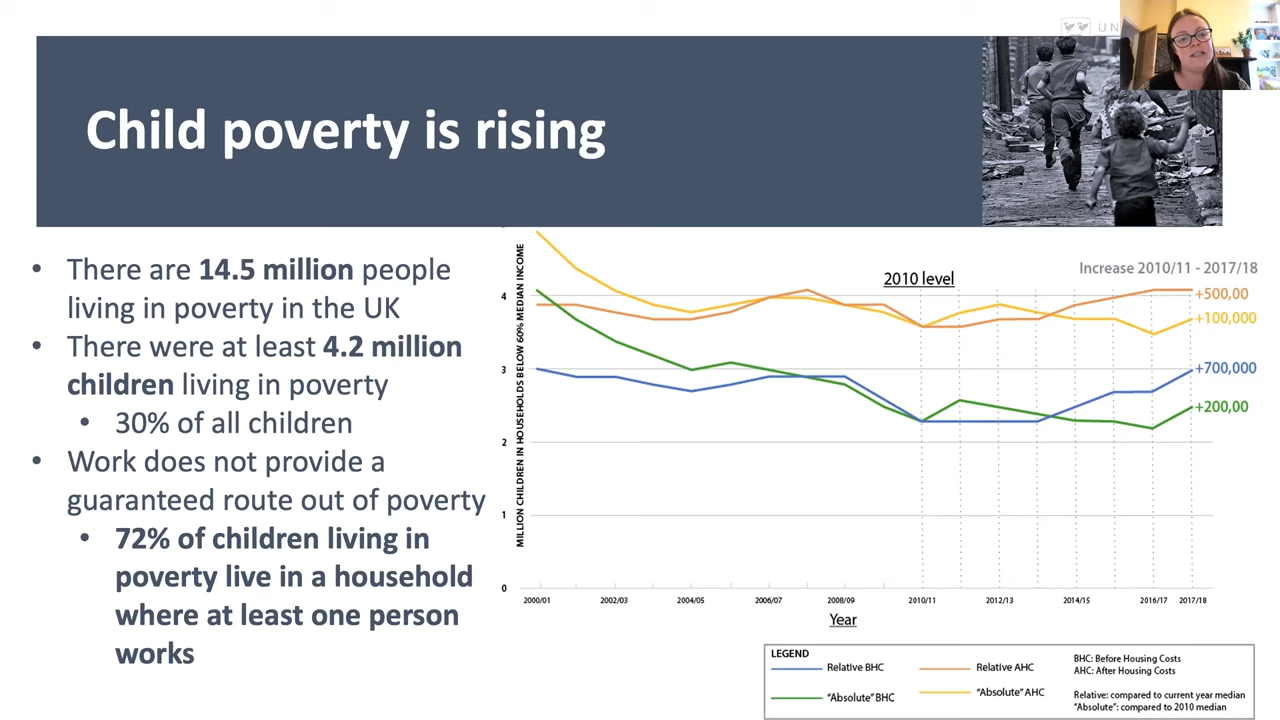 UN
Child poverty is rising
• There are 14.5 million people
living in poverty in the UK
• There were at least 4.2 million
children living in poverty
• 30% of all children
• Work does not provide a
guaranteed route out of poverty
• 72% of children living in
poverty live in a household
where at least one person
works
MILLION CHILDREN IN HOUSEHOLDS BELOW 60% MEDIAN INCOME
2010 level
Increase 2010/11 - 2017/18
+500,00
+100,000
+700,000
+200,00
4
3
2
1
0
2000/01 2002/03 2004/05 2006/07 2008/09 2010/11 2012/13 2014/15 2016/17 2017/18
Year
LEGEND
Relative BHC
Relative AHC
"Absolute" BHC
"Absolute" AHC
BHC: Before Housing Costs
AHC: After Housing Costs
Relative: compared to current year median
"Absolute": compared to 2010 median